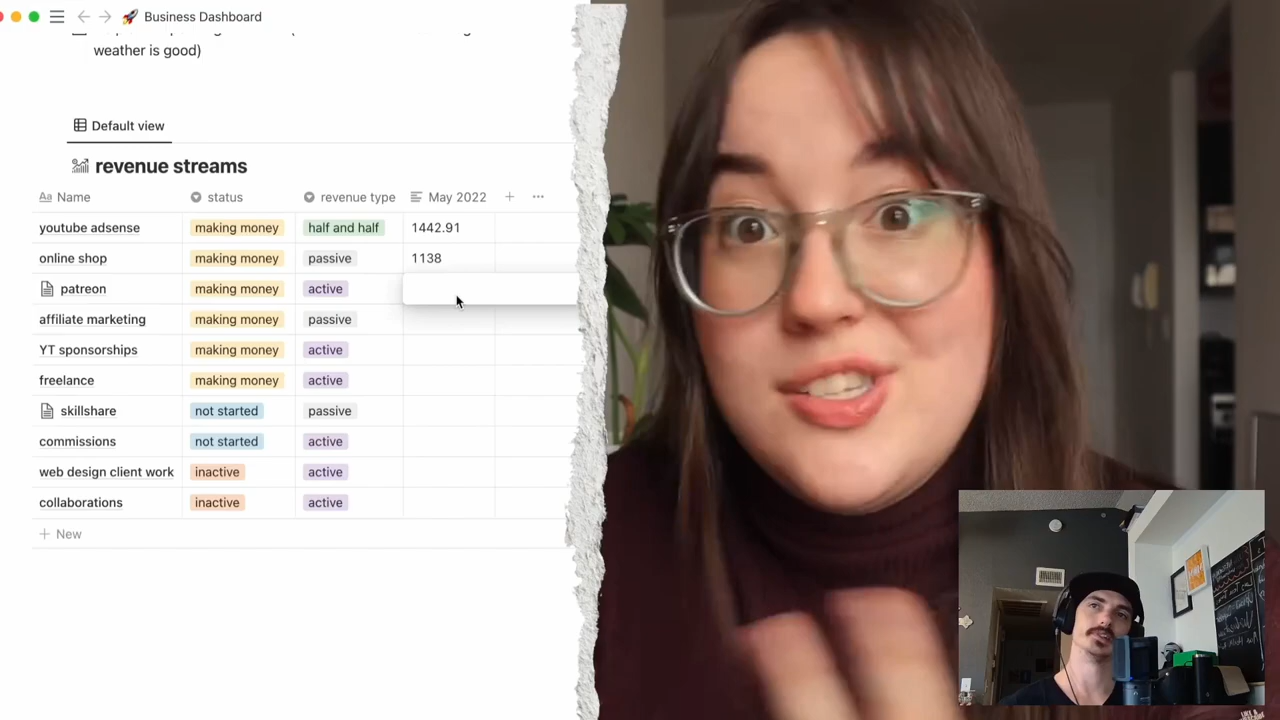 Business Dashboard
weather is good)
Default view
revenue streams
Aa Name status revenue type May 2022
youtube adsense making money half and half 1442.91
online shop making money passive 1138
patreon making money active
affiliate marketing making money passive
YT sponsorships making money active
freelance making money active
skillshare not started passive
commissions not started active
web design client work inactive active
collaborations inactive active
+ New